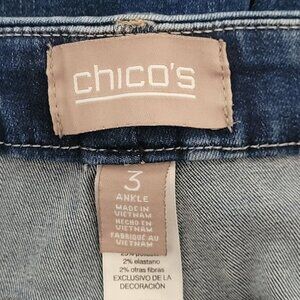 chico's
3
ANKLE
MADE IN
VIETNAM
HECHO EN
VIETNAM
FABRIQUÉ AU
VIETNAM
2% elastano
2% otras fibras
EXCLUSIVO DE LA
DECORACIÓN